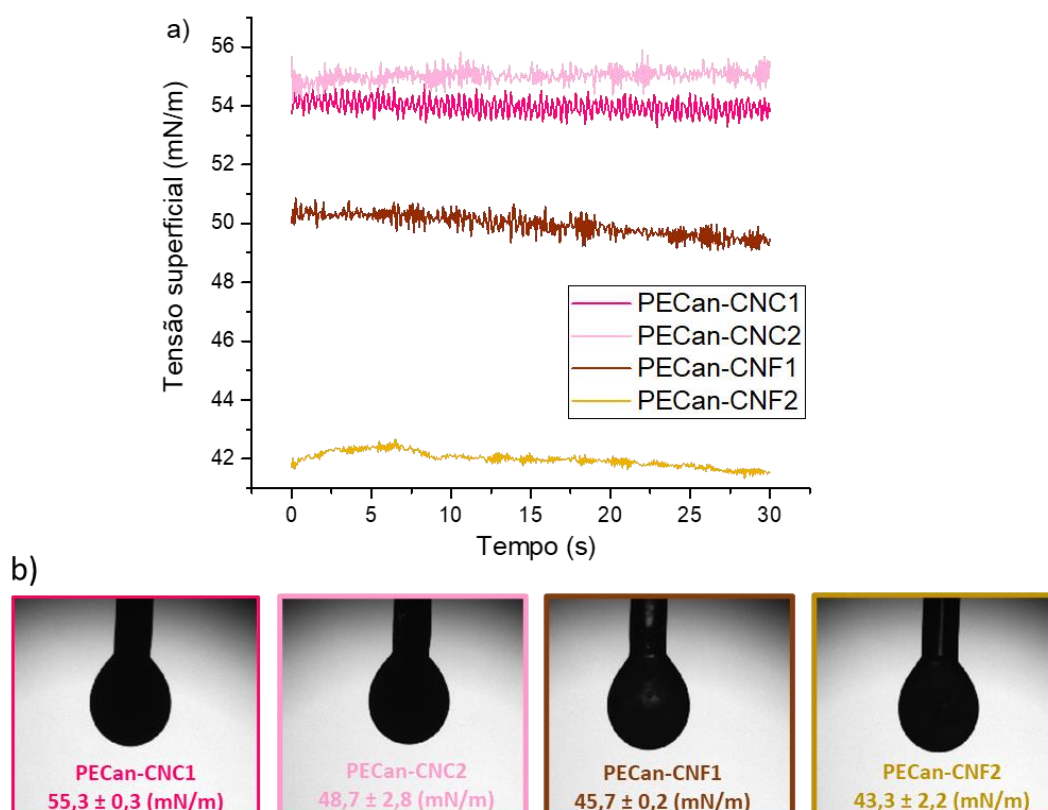 a)
56
54
52
50
48
46
44
42
Tensão superficial (mN/m)
PECan-CNC1
PECan-CNC2
PECan-CNF1
PECan-CNF2
0 5 10 15 20 25 30
Tempo (s)
b)
PECan-CNC1
55,3 ± 0,3 (mN/m)
PECan-CNC2
48,7 ± 2,8 (mN/m)
PECan-CNF1
45,7 ± 0,2 (mN/m)
PECan-CNF2
43,3 ± 2,2 (mN/m)